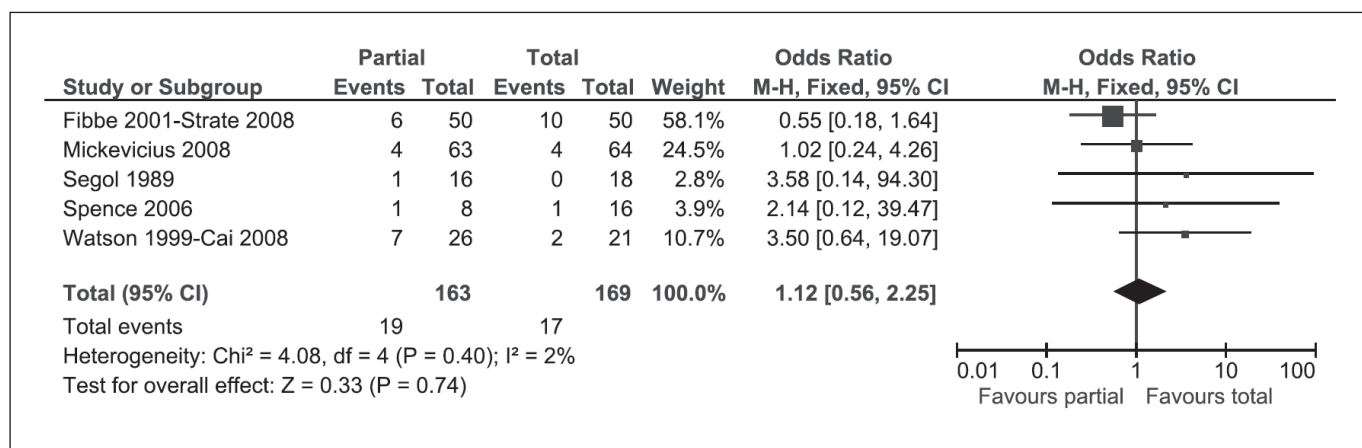 Partial Total Odds Ratio Odds Ratio
Study or Subgroup Events Total Events Total Weight M-H, Fixed, 95% CI M-H, Fixed, 95% CI
Fibbe 2001-Strate 2008 6 50 10 50 58.1% 0.55 [0.18, 1.64]
Mickevicius 2008 4 63 4 64 24.5% 1.02 [0.24, 4.26]
Segol 1989 1 16 0 18 2.8% 3.58 [0.14, 94.30]
Spence 2006 1 8 1 16 3.9% 2.14 [0.12, 39.47]
Watson 1999-Cai 2008 7 26 2 21 10.7% 3.50 [0.64, 19.07]
Total (95% CI) 163 169 100.0% 1.12 [0.56, 2.25]
Total events 19 17
Heterogeneity: Chi² = 4.08, df = 4 (P = 0.40); I² = 2%
Test for overall effect: Z = 0.33 (P = 0.74)
0.01 0.1 1 10 100
Favours partial Favours total